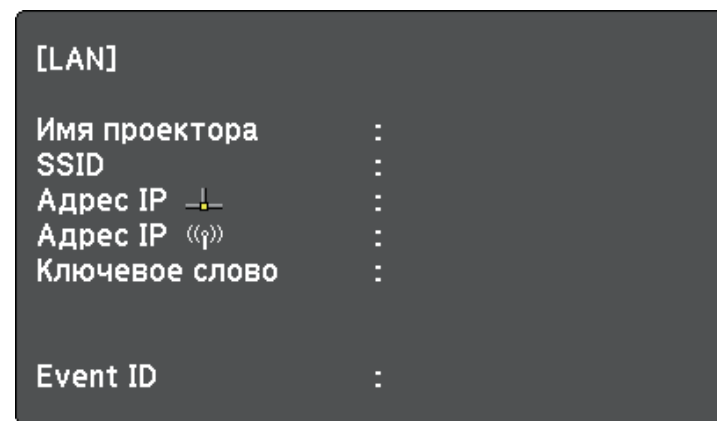 [LAN]
Имя проектора :
SSID :
Адрес IP :
Адрес IP :
Ключевое слово :
Event ID :